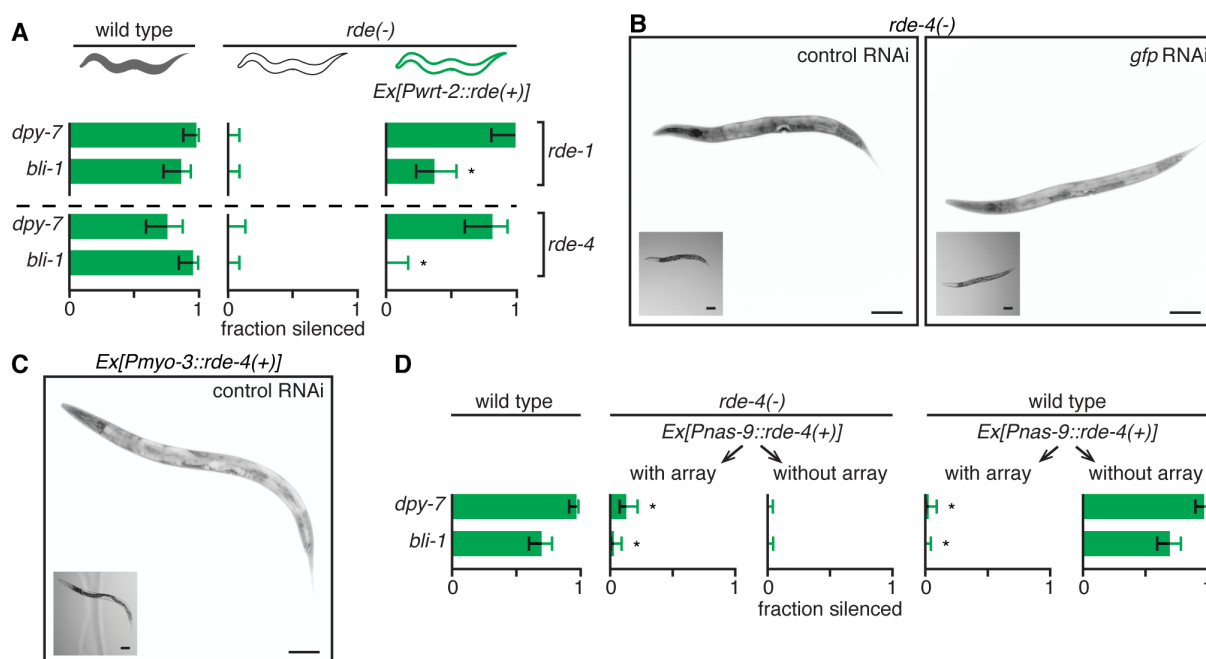 A
wild type
rde(-)
Ex[Pwrt-2::rde(+)]
dpy-7
bli-1
*
rde-1
dpy-7
bli-1
*
rde-4
0 1 0 1 0 1
fraction silenced
B
rde-4(-)
control RNAi
gfp RNAi
C
Ex[Pmyo-3::rde-4(+)]
control RNAi
D
wild type
rde-4(-)
wild type
Ex[Pnas-9::rde-4(+)]
Ex[Pnas-9::rde-4(+)]
with array
without array
with array
without array
dpy-7
* *
bli-1
* *
0 1 0 1 0 1 0 1 0 1
fraction silenced